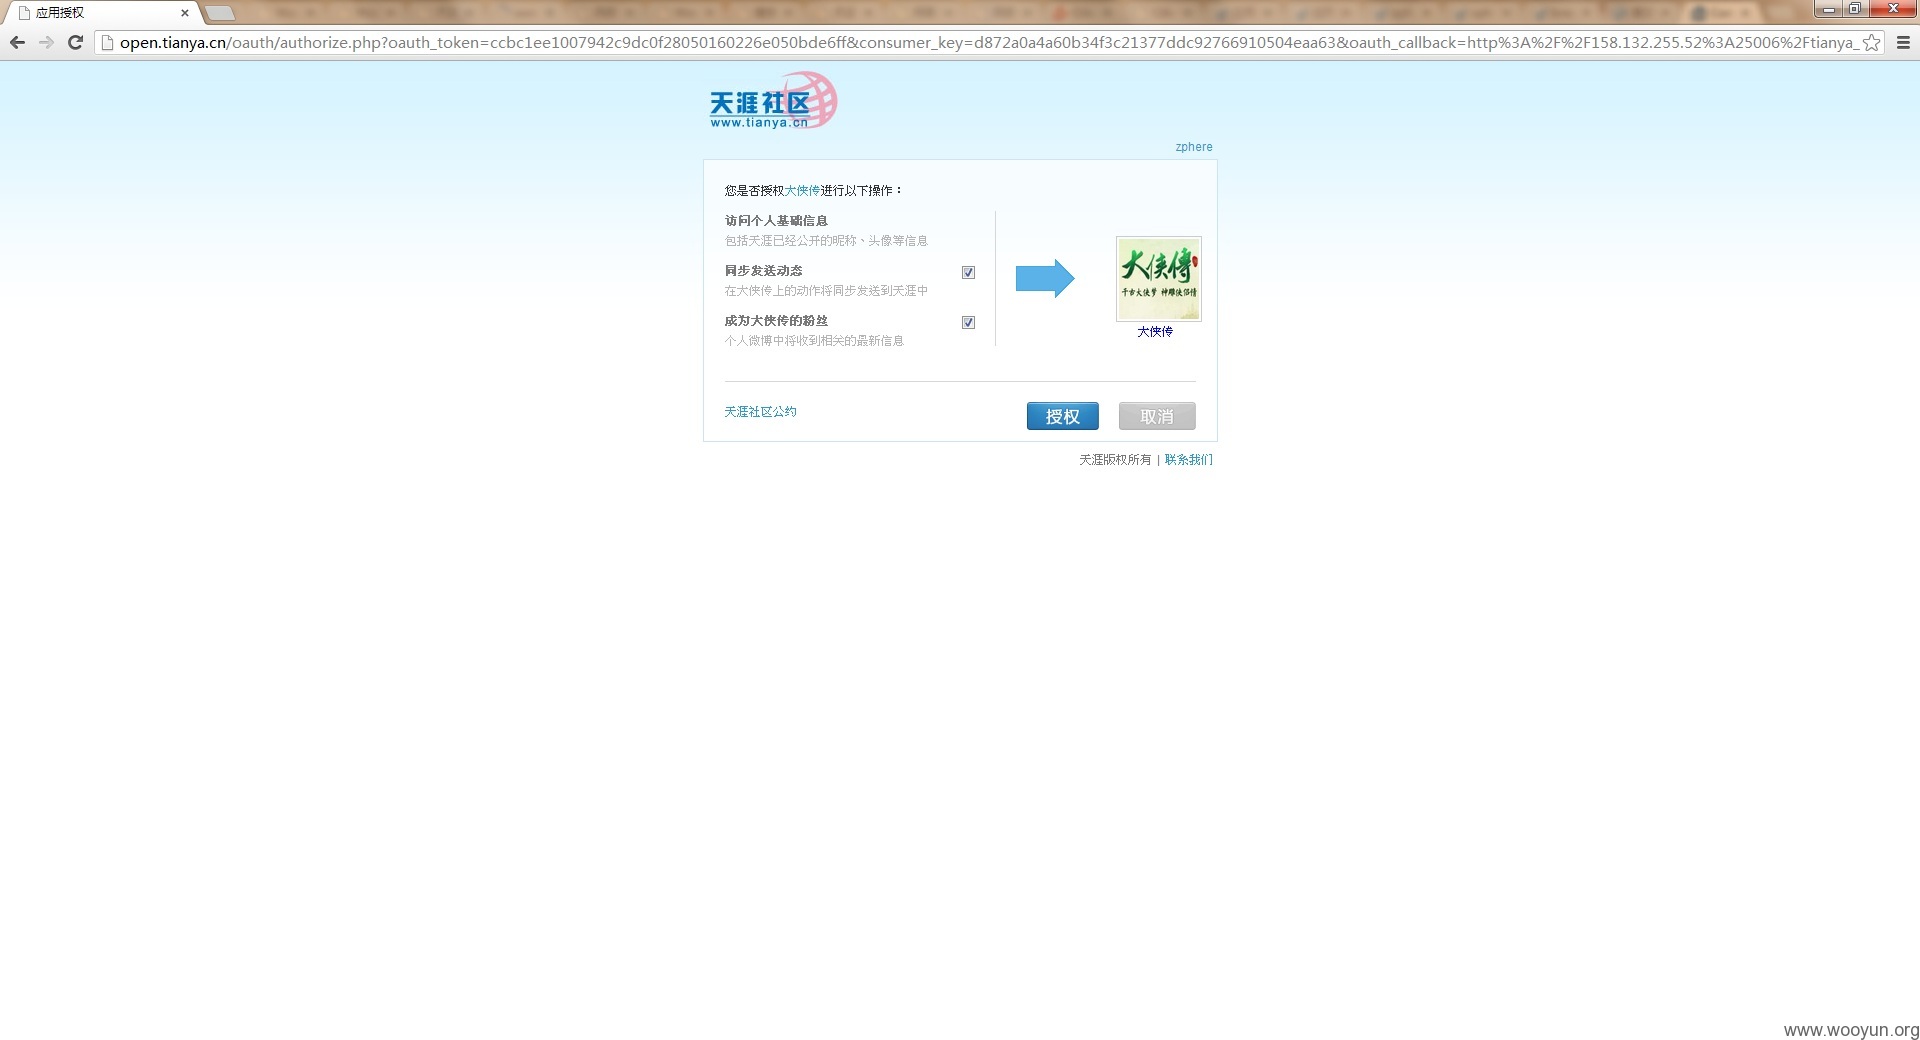 应用授权
open.tianya.cn/oauth/authorize.php?oauth_token=ccbc1ee1007942c9dc0f28050160226e050bde6ff&consumer_key=d872a0a4a60b34f3c21377ddc92766910504eaa63&oauth_callback=http%3A%2F%2F158.132.255.52%3A25006%2Ftianya_
天涯社区
www.tianya.cn
zphere
您是否授权大侠传进行以下操作：
访问个人基础信息
包括天涯已经公开的昵称、头像等信息
同步发送动态
在大侠传上的动作将同步发送到天涯中
成为大侠传的粉丝
个人微博中将收到相关的最新信息
大侠傳
千古大侠梦 神雕侠侣情
大侠传
天涯社区公约
授权
取消
天涯版权所有 | 联系我们
www.wooyun.org